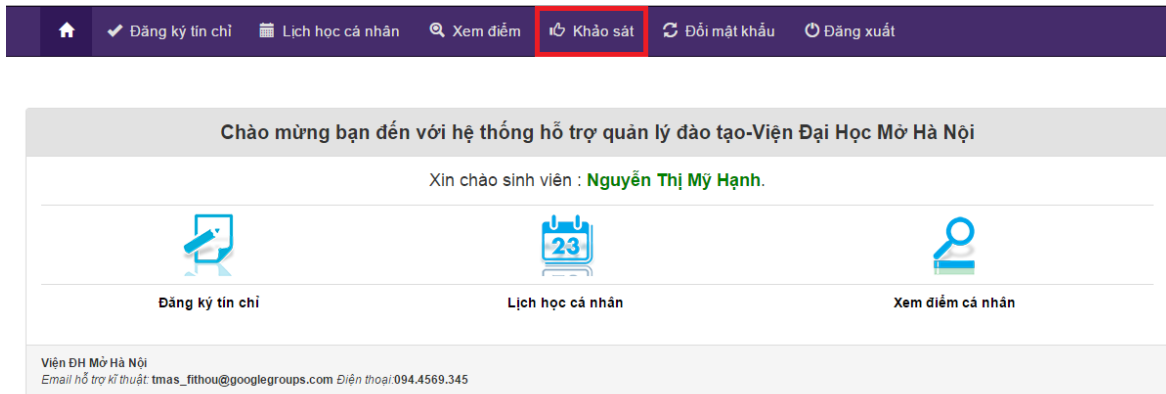 Đăng ký tín chỉ Lịch học cá nhân Xem điểm Khảo sát Đổi mật khẩu Đăng xuất
Chào mừng bạn đến với hệ thống hỗ trợ quản lý đào tạo-Viện Đại Học Mở Hà Nội
Xin chào sinh viên : Nguyễn Thị Mỹ Hạnh.
23
Đăng ký tín chỉ Lịch học cá nhân Xem điểm cá nhân
Viện ĐH Mở Hà Nội
Email hỗ trợ kĩ thuật: tmas_fithou@googlegroups.com Điện thoại:094.4569.345